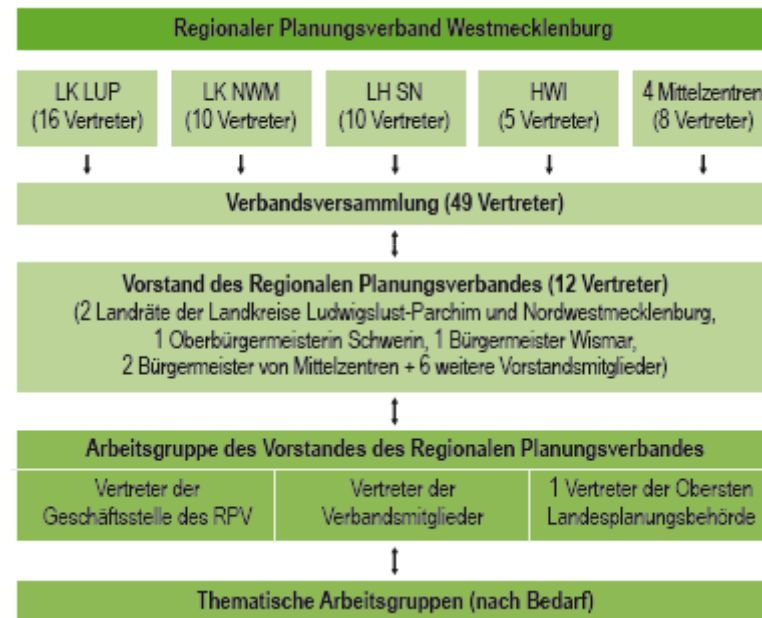 Regionaler Planungsverband Westmecklenburg
LK LUP
(16 Vertreter)
LK NWM
(10 Vertreter)
LH SN
(10 Vertreter)
HWI
(5 Vertreter)
4 Mittelzentren
(8 Vertreter)
Verbandsversammlung (49 Vertreter)
Vorstand des Regionalen Planungsverbandes (12 Vertreter)
(2 Landräte der Landkreise Ludwigslust-Parchim und Nordwestmecklenburg,
1 Oberbürgermeisterin Schwerin, 1 Bürgermeister Wismar,
2 Bürgermeister von Mittelzentren + 6 weitere Vorstandsmitglieder)
Arbeitsgruppe des Vorstandes des Regionalen Planungsverbandes
Vertreter der
Geschäftsstelle des RPV
Vertreter der
Verbandsmitglieder
1 Vertreter der Obersten
Landesplanungsbehörde
Thematische Arbeitsgruppen (nach Bedarf)